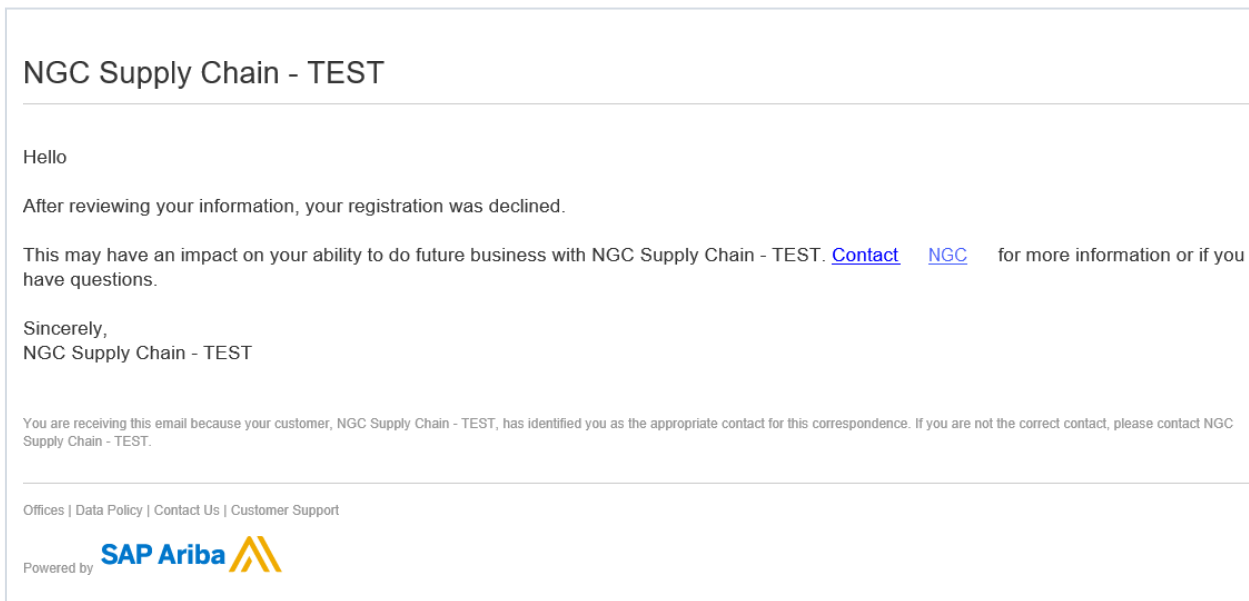 NGC Supply Chain - TEST
Hello
After reviewing your information, your registration was declined.
This may have an impact on your ability to do future business with NGC Supply Chain - TEST. Contact NGC for more information or if you
have questions.
Sincerely,
NGC Supply Chain - TEST
You are receiving this email because your customer, NGC Supply Chain - TEST, has identified you as the appropriate contact for this correspondence. If you are not the correct contact, please contact NGC
Supply Chain - TEST.
Offices | Data Policy | Contact Us | Customer Support
Powered by SAP Ariba